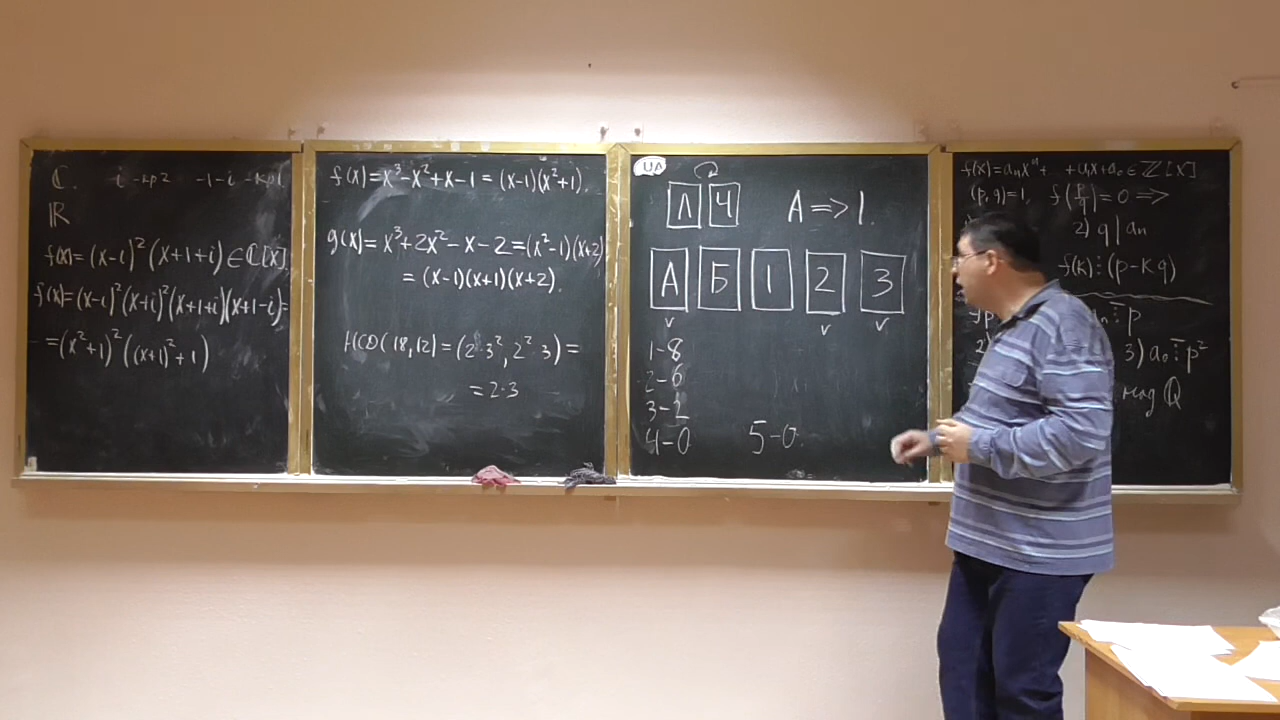 ℂ. i -кр2 -1-i -кр1
ℝ
f(x)=(x-i)²(x+1+i)∈ℂ[x].
f(x)=(x-i)²(x+i)²(x+1+i)(x+1-i)=
=(x²+1)²((x+1)²+1)
f(x)=x³-x²+x-1=(x-1)(x²+1).
g(x)=x³+2x²-x-2=(x²-1)(x+2)
=(x-1)(x+1)(x+2).
НСД(18,12)=(2·3², 2²·3)=
=2·3
ЦД
Л Ч A=>1.
А Б 1 2 3
v v v
1-8
2-6
3-2
4-0 5-0.
f(x)=aₙxⁿ+ +a₁x+a₀∈ℤ[x]
(p,q)=1, f(p/q)=0 =>
2) q|aₙ
f(k)⋮(p-kq)
⋮p
2) 3) a₀⋮p²
над ℚ